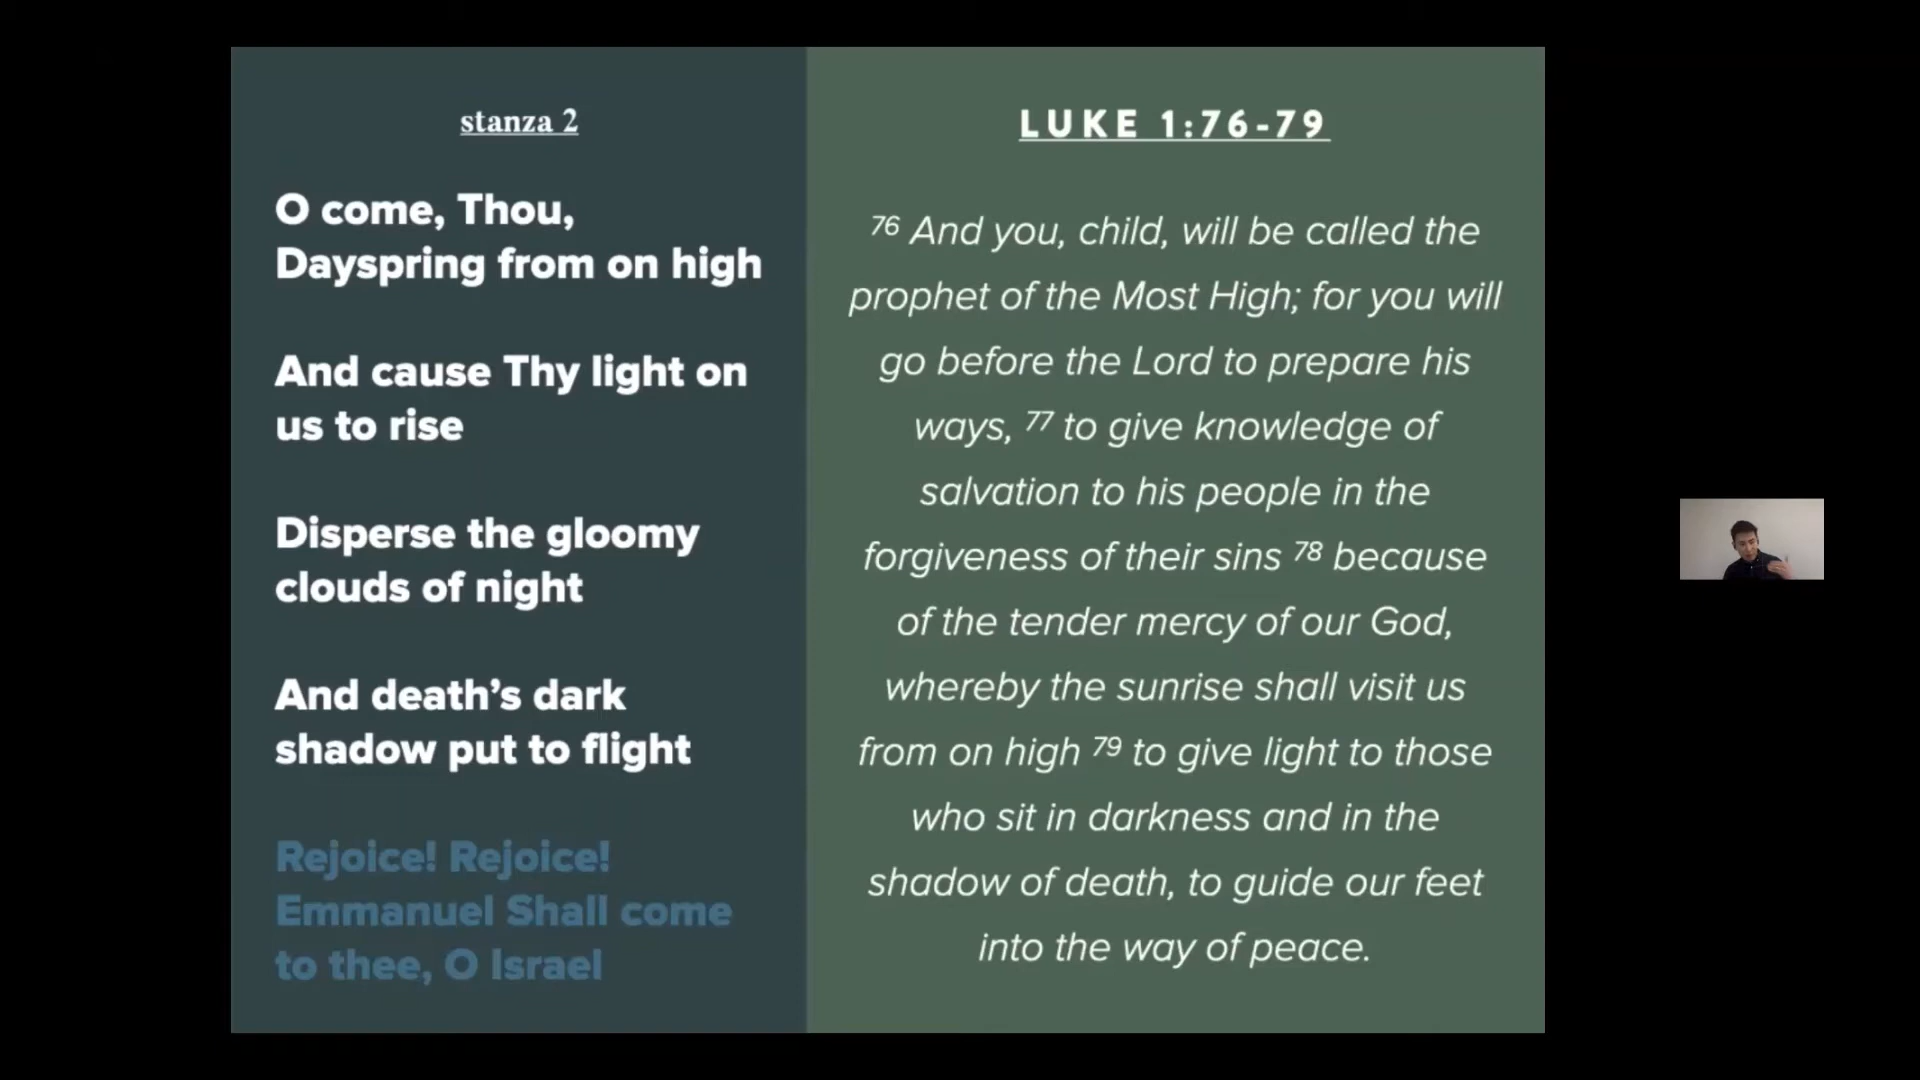 stanza 2
O come, Thou,
Dayspring from on high
And cause Thy light on
us to rise
Disperse the gloomy
clouds of night
And death’s dark
shadow put to flight
Rejoice! Rejoice!
Emmanuel Shall come
to thee, O Israel
LUKE 1:76-79
76 And you, child, will be called the
prophet of the Most High; for you will
go before the Lord to prepare his
ways, 77 to give knowledge of
salvation to his people in the
forgiveness of their sins 78 because
of the tender mercy of our God,
whereby the sunrise shall visit us
from on high 79 to give light to those
who sit in darkness and in the
shadow of death, to guide our feet
into the way of peace.